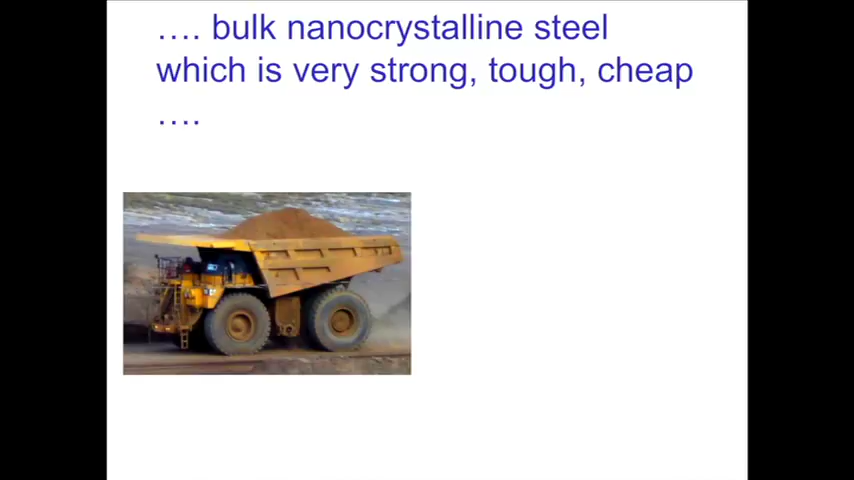 …. bulk nanocrystalline steel
which is very strong, tough, cheap
….